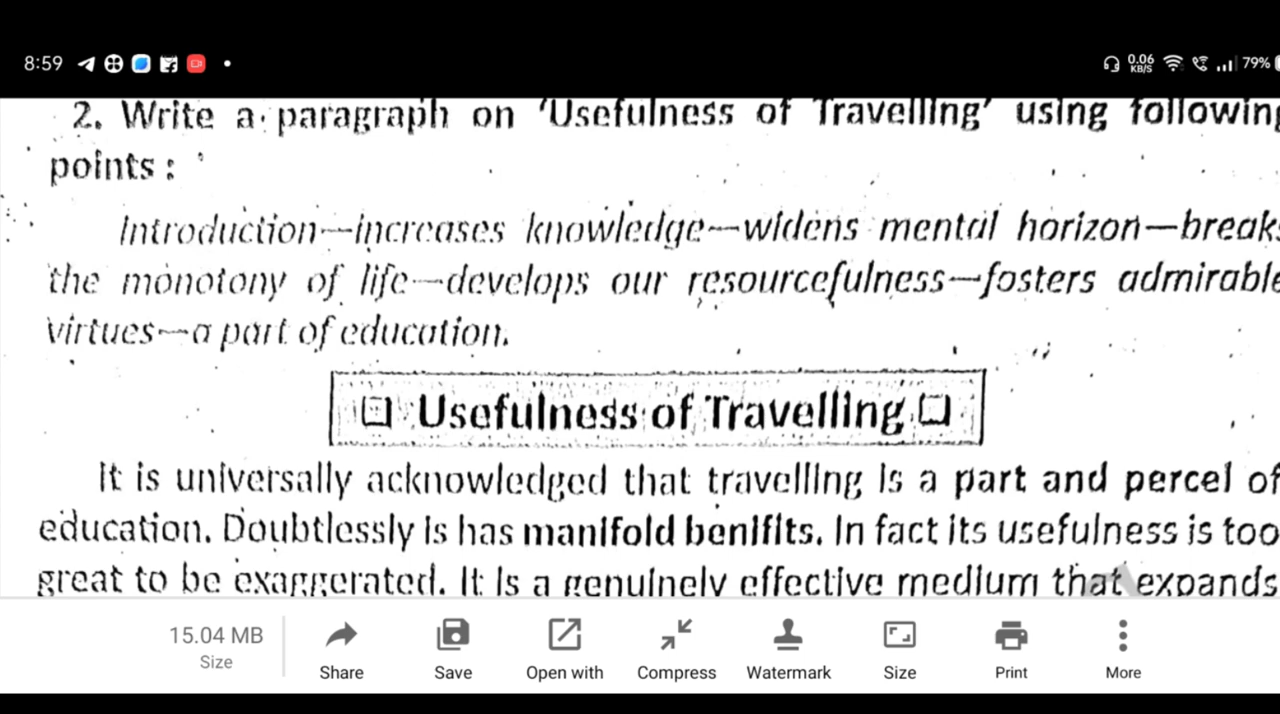 8:59 0.06 KB/S 79%
2. Write a paragraph on 'Usefulness of Travelling' using following
points :
Introduction—increases knowledge—widens mental horizon—breaks
the monotony of life—develops our resourcefulness—fosters admirable
virtues—a part of education.
Usefulness of Travelling
It is universally acknowledged that travelling is a part and percel of
education. Doubtlessly is has manifold benifits. In fact its usefulness is too
great to be exaggerated. It is a genuinely effective medium that expands
15.04 MB
Size
Share Save Open with Compress Watermark Size Print More